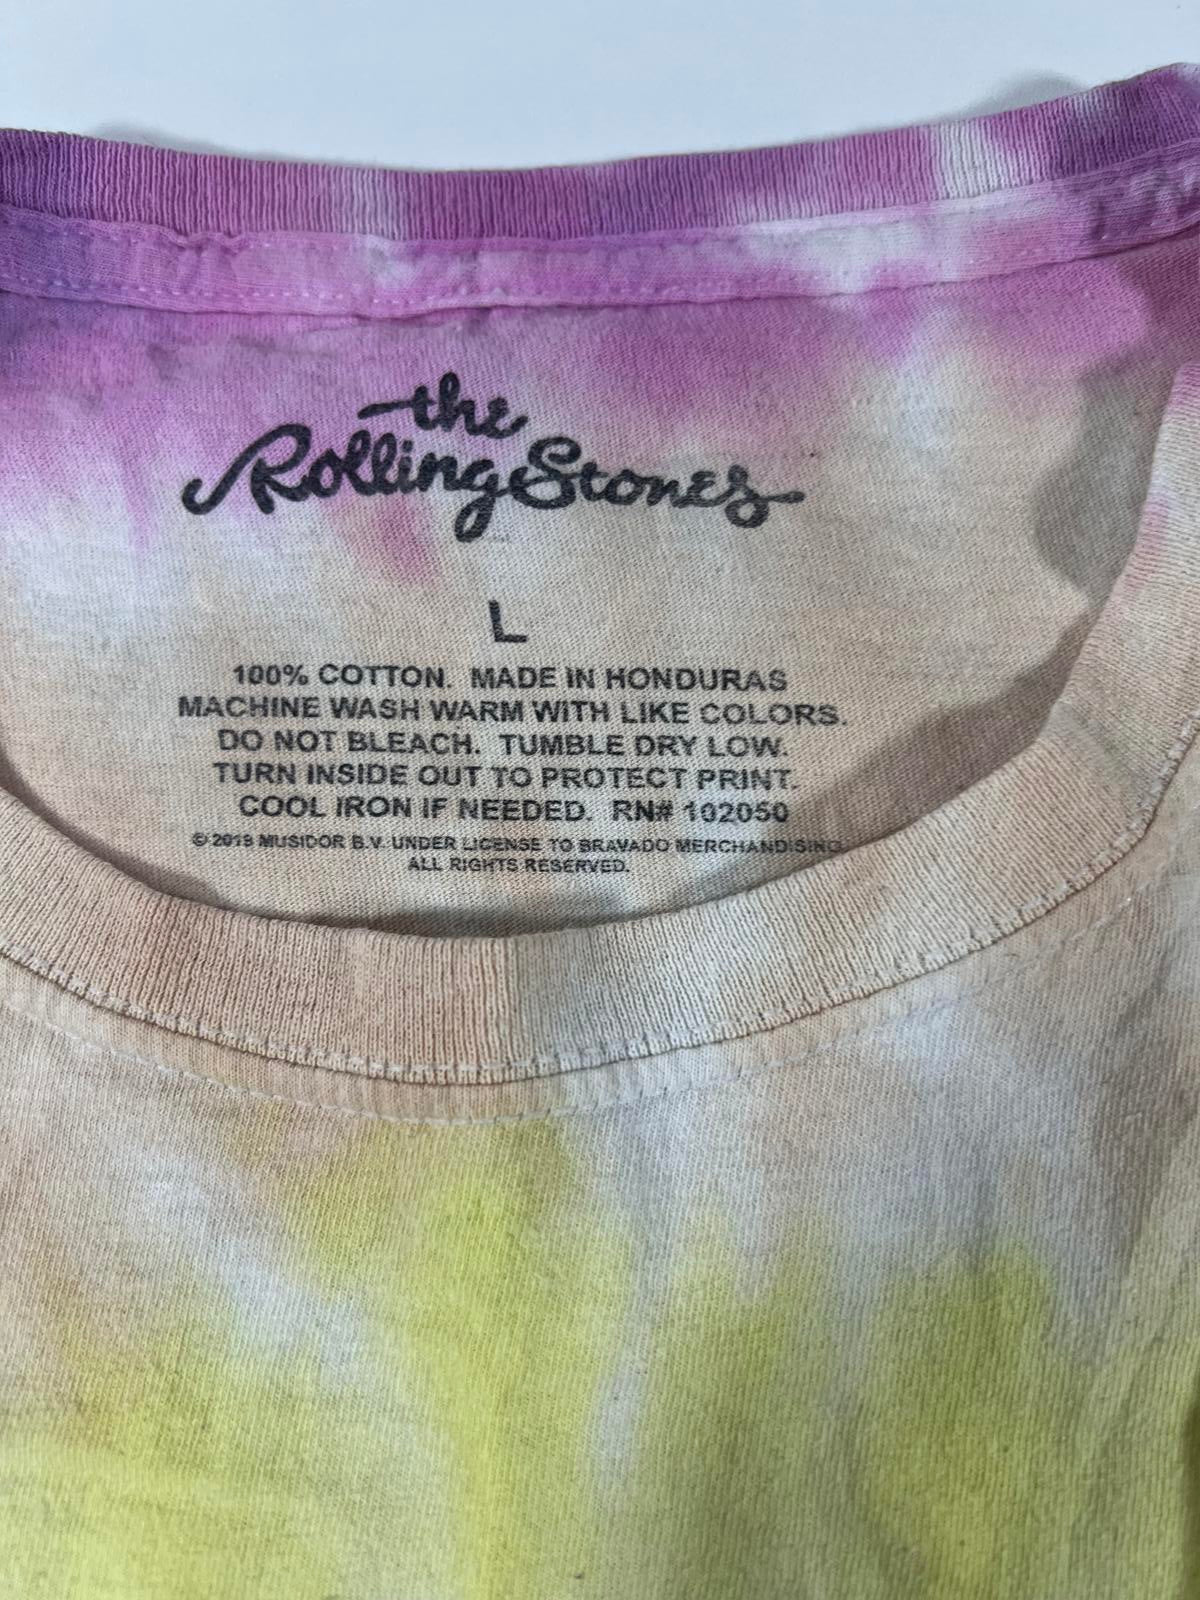 the
Rolling Stones
L
100% COTTON. MADE IN HONDURAS
MACHINE WASH WARM WITH LIKE COLORS.
DO NOT BLEACH. TUMBLE DRY LOW.
TURN INSIDE OUT TO PROTECT PRINT.
COOL IRON IF NEEDED. RN# 102050
© 2019 MUSIDOR B.V. UNDER LICENSE TO BRAVADO MERCHANDISING
ALL RIGHTS RESERVED.